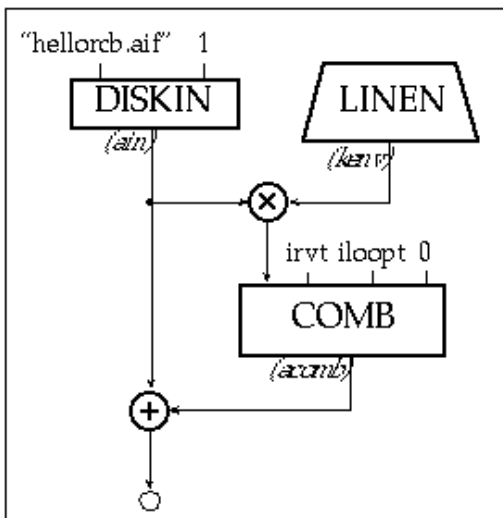 "hellorcb.aif" 1
DISKIN
LINEN
(ain)
(kenv)
×
irvt iloopt 0
COMB
(acomb)
+